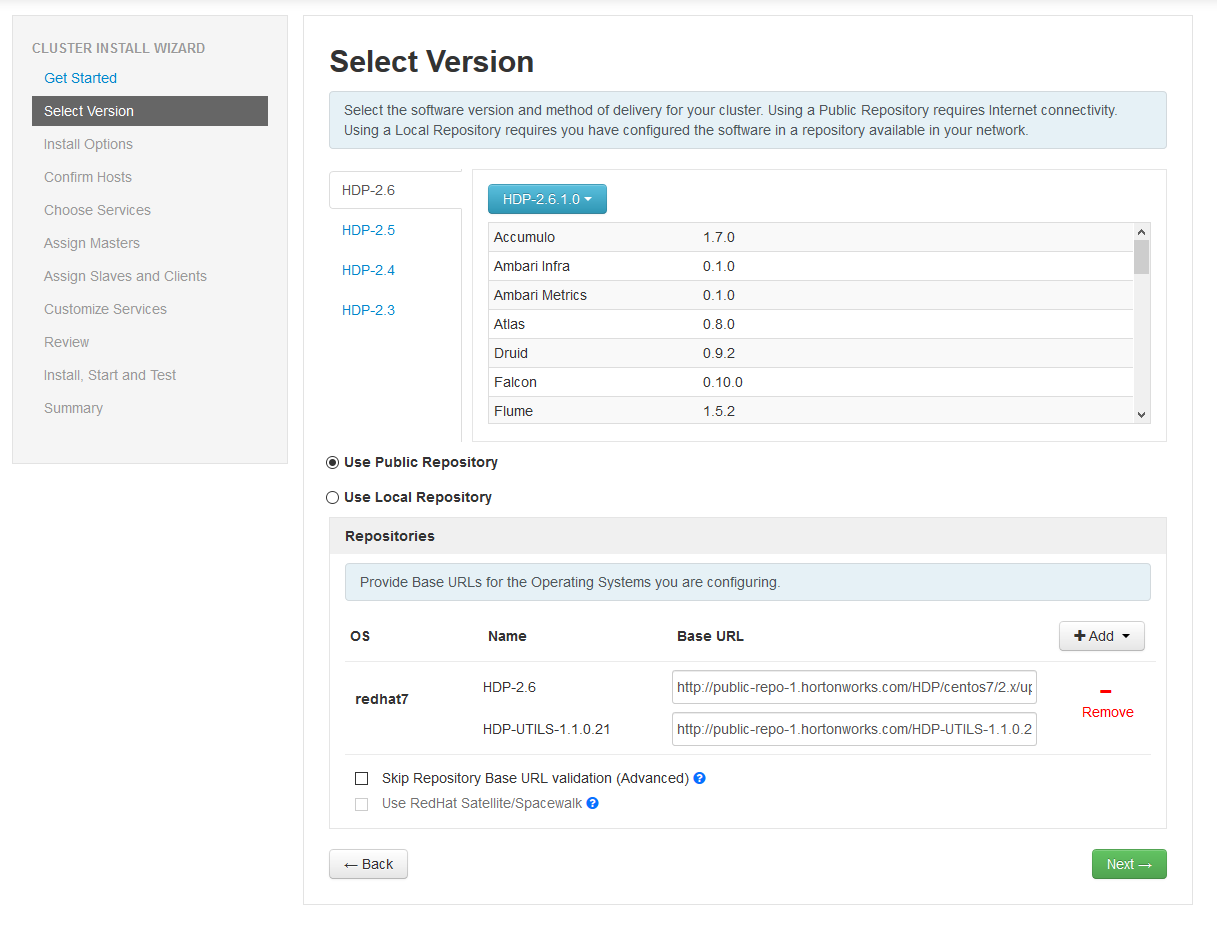 CLUSTER INSTALL WIZARD
Get Started
Select Version
Install Options
Confirm Hosts
Choose Services
Assign Masters
Assign Slaves and Clients
Customize Services
Review
Install, Start and Test
Summary
Select Version
Select the software version and method of delivery for your cluster. Using a Public Repository requires Internet connectivity.
Using a Local Repository requires you have configured the software in a repository available in your network.
HDP-2.6
HDP-2.5
HDP-2.4
HDP-2.3
HDP-2.6.1.0
Accumulo 1.7.0
Ambari Infra 0.1.0
Ambari Metrics 0.1.0
Atlas 0.8.0
Druid 0.9.2
Falcon 0.10.0
Flume 1.5.2
Use Public Repository
Use Local Repository
Repositories
Provide Base URLs for the Operating Systems you are configuring.
OS Name Base URL + Add
redhat7
HDP-2.6 http://public-repo-1.hortonworks.com/HDP/centos7/2.x/up
HDP-UTILS-1.1.0.21 http://public-repo-1.hortonworks.com/HDP-UTILS-1.1.0.2
Remove
Skip Repository Base URL validation (Advanced) ?
Use RedHat Satellite/Spacewalk ?
← Back
Next →